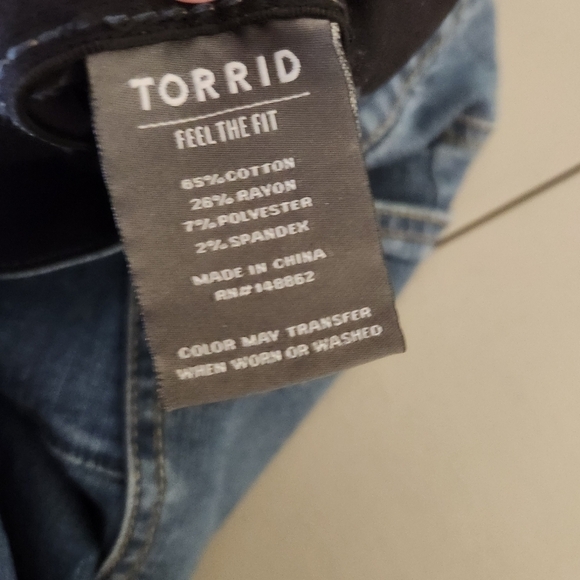 TORRID
FEEL THE FIT
65% COTTON
26% RAYON
7% POLYESTER
2% SPANDEX
MADE IN CHINA
RN# 148862
COLOR MAY TRANSFER
WHEN WORN OR WASHED